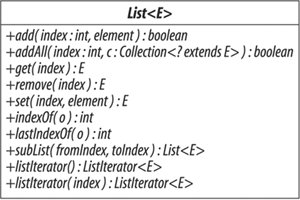 List<E>
+add( index : int, element ) : boolean
+addAll( index : int, c : Collection<? extends E> ) : boolean
+get( index ) : E
+remove( index ) : E
+set( index, element ) : E
+indexOf( o ) : int
+lastIndexOf( o ) : int
+subList( fromIndex, toIndex ) : List<E>
+listIterator() : ListIterator<E>
+listIterator( index ) : ListIterator<E>